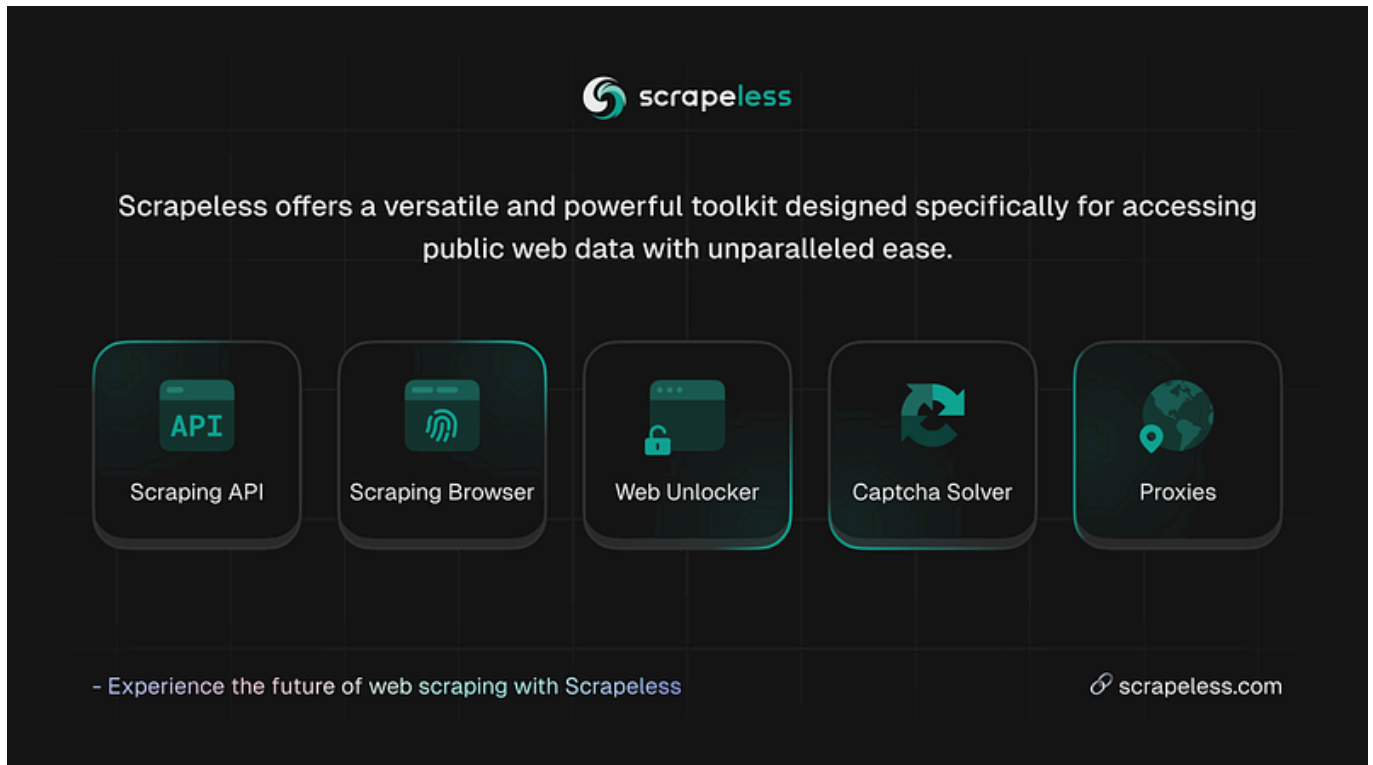 scrapeless
Scrapeless offers a versatile and powerful toolkit designed specifically for accessing
public web data with unparalleled ease.
API
Scraping API
Scraping Browser
Web Unlocker
Captcha Solver
Proxies
- Experience the future of web scraping with Scrapeless
scrapeless.com